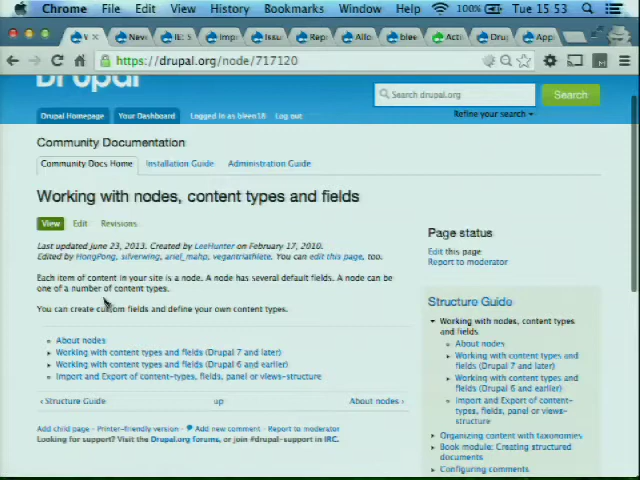 Chrome File Edit View History Bookmarks Window Help 100% Tue 15 53
New IE: S Imp Issu Rep Allo blee Acti Dru App
https://drupal.org/node/717120
Drupal
Search drupal.org Search
Drupal Homepage Your Dashboard Logged in as bleen18 Log out Refine your search
Community Documentation
Community Docs Home Installation Guide Administration Guide
Working with nodes, content types and fields
View Edit Revisions
Last updated June 23, 2013. Created by LeeHunter on February 17, 2010.
Edited by HongPong, silverwing, ariel_mahp, vegantriathlete. You can edit this page, too.
Each item of content in your site is a node. A node has several default fields. A node can be
one of a number of content types.
You can create custom fields and define your own content types.
About nodes
Working with content types and fields (Drupal 7 and later)
Working with content types and fields (Drupal 6 and earlier)
Import and Export of content-types, fields, panel or views-structure
‹ Structure Guide up About nodes ›
Add child page Printer-friendly version Add new comment Report to moderator
Looking for support? Visit the Drupal.org forums, or join #drupal-support in IRC.
Page status
Edit this page
Report to moderator
Structure Guide
Working with nodes, content types
and fields
About nodes
Working with content types
and fields (Drupal 7 and
later)
Working with content types
and fields (Drupal 6 and
earlier)
Import and Export of content-
types, fields, panel or views-
structure
Organizing content with taxonomies
Book module: Creating structured
documents
Configuring comments